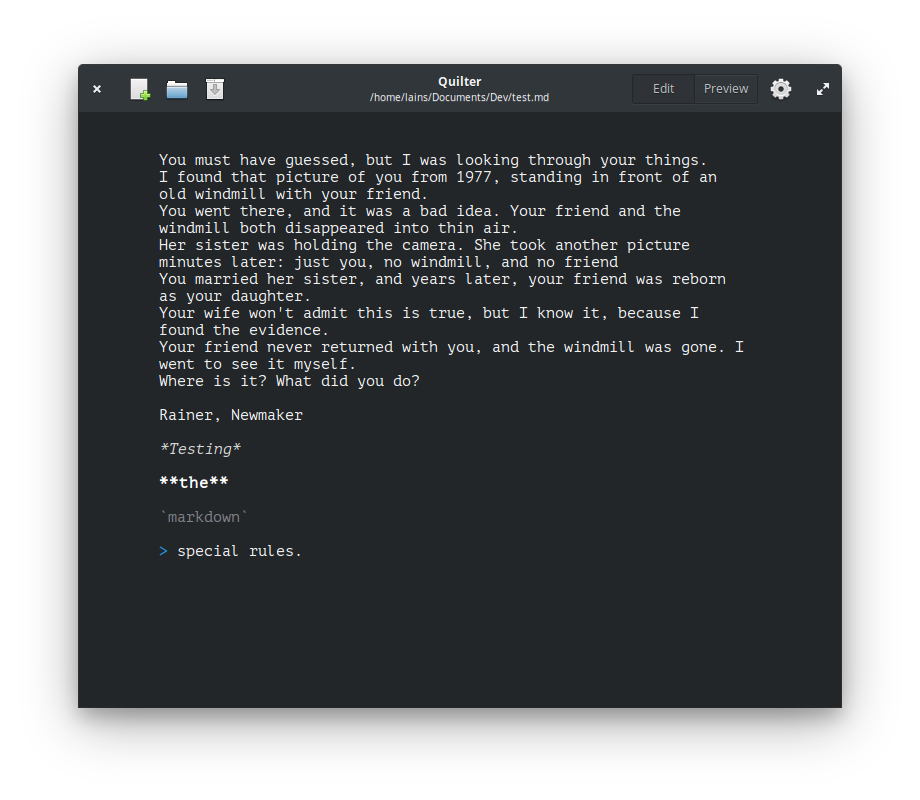 Quilter
/home/lains/Documents/Dev/test.md
Edit
Preview
You must have guessed, but I was looking through your things.
I found that picture of you from 1977, standing in front of an
old windmill with your friend.
You went there, and it was a bad idea. Your friend and the
windmill both disappeared into thin air.
Her sister was holding the camera. She took another picture
minutes later: just you, no windmill, and no friend
You married her sister, and years later, your friend was reborn
as your daughter.
Your wife won't admit this is true, but I know it, because I
found the evidence.
Your friend never returned with you, and the windmill was gone. I
went to see it myself.
Where is it? What did you do?
Rainer, Newmaker
*Testing*
**the**
`markdown`
> special rules.